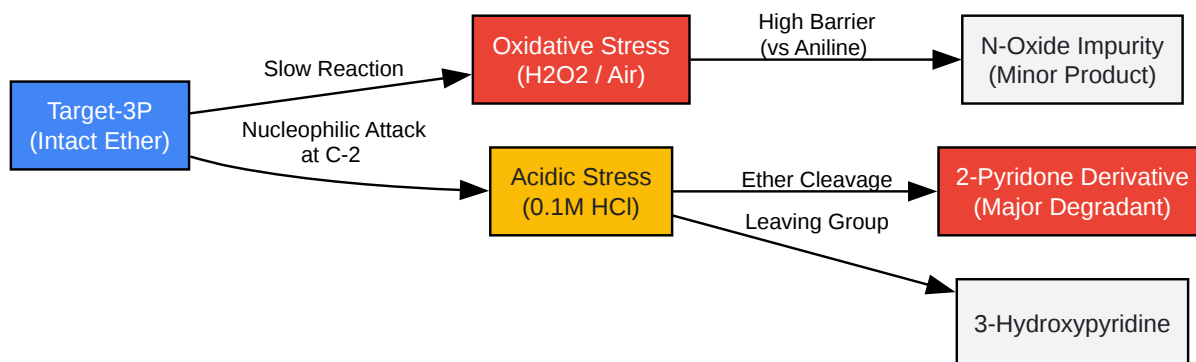 Target-3P
(Intact Ether)
Slow Reaction
Nucleophilic Attack
at C-2
Oxidative Stress
(H2O2 / Air)
High Barrier
(vs Aniline)
N-Oxide Impurity
(Minor Product)
Acidic Stress
(0.1M HCl)
Ether Cleavage
Leaving Group
2-Pyridone Derivative
(Major Degradant)
3-Hydroxypyridine